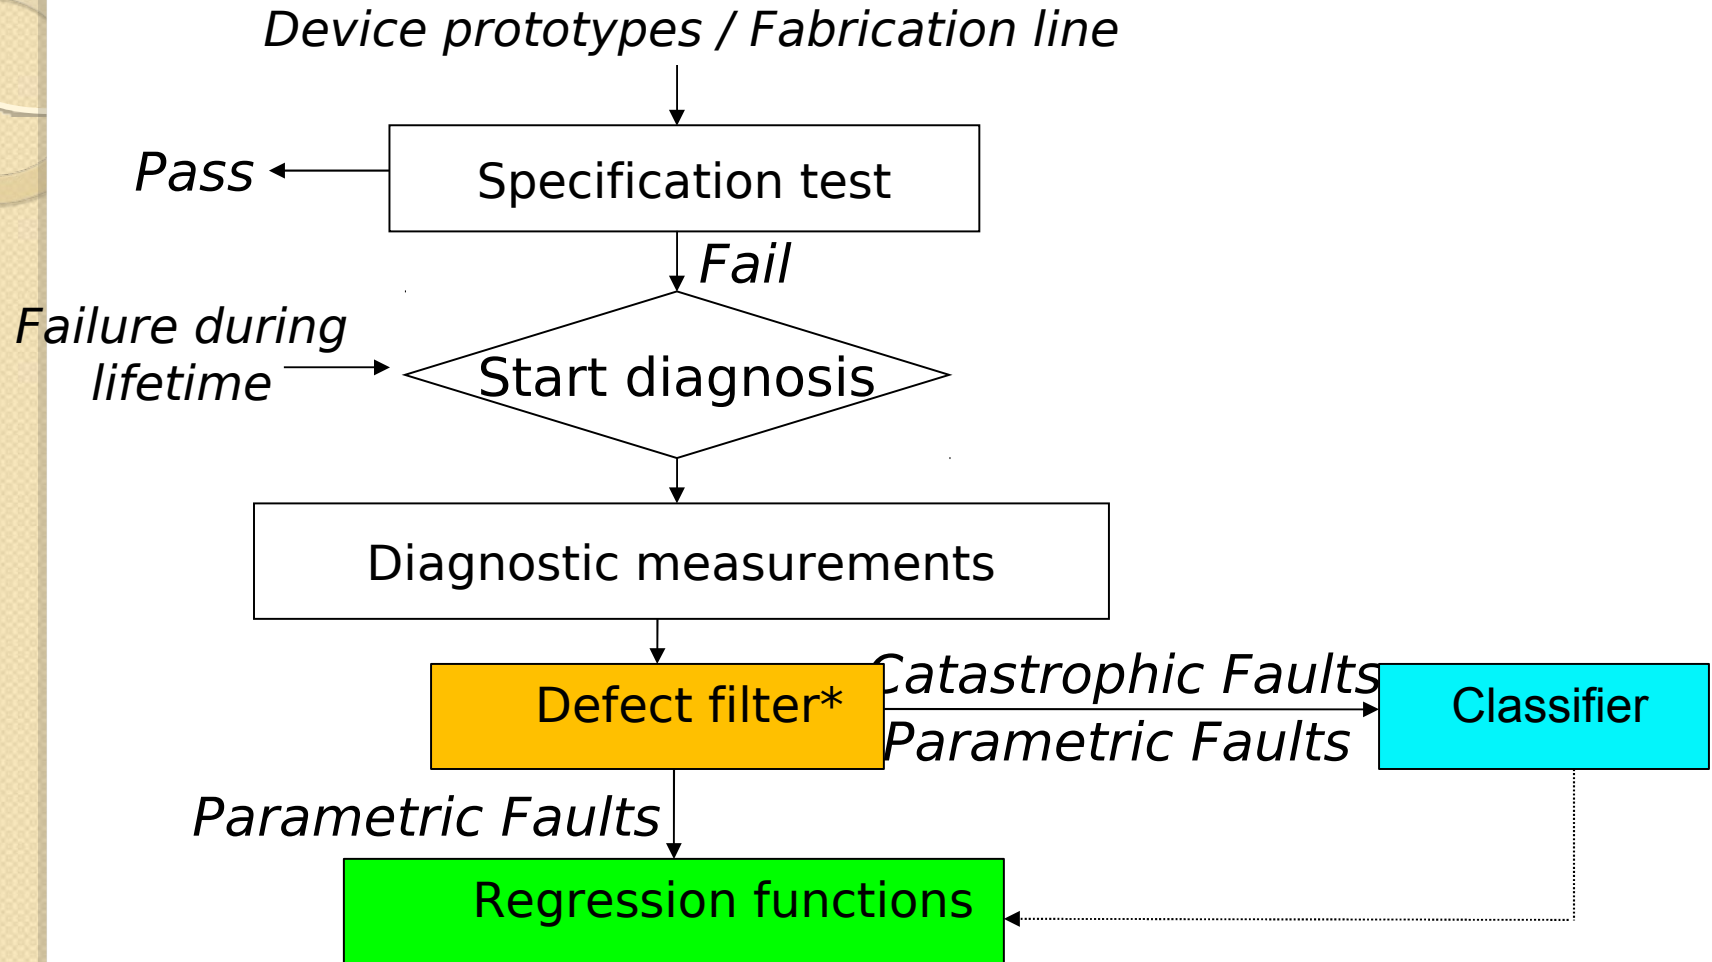 Device prototypes / Fabrication line
Pass
Specification test
Fail
Failure during
lifetime
Start diagnosis
Diagnostic measurements
Catastrophic Faults
Defect filter*
Classifier
Parametric Faults
Parametric Faults
Regression functions